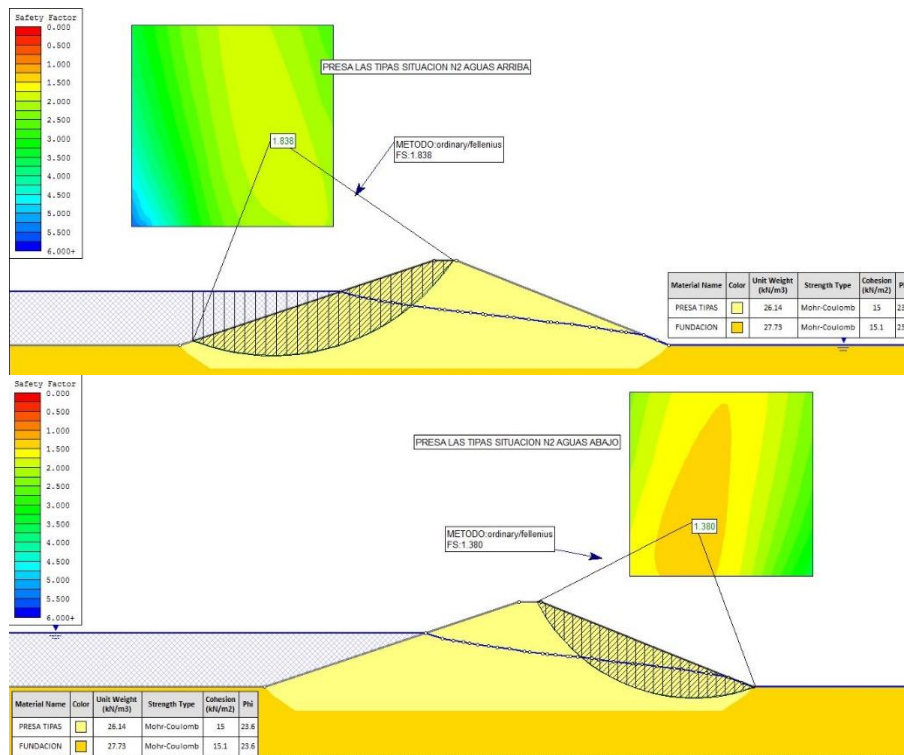 Safety Factor
0.000
0.500
1.000
1.500
2.000
2.500
3.000
3.500
4.000
4.500
5.000
5.500
6.000+
PRESA LAS TIPAS SITUACION N2 AGUAS ARRIBA
1.838
METODO:ordinary/fellenius
FS:1.838
Material Name Color Unit Weight (kN/m3) Strength Type Cohesion (kN/m2)
PRESA TIPAS 26.14 Mohr-Coulomb 15
FUNDACION 27.73 Mohr-Coulomb 15.1
Safety Factor
0.000
0.500
1.000
1.500
2.000
2.500
3.000
3.500
4.000
4.500
5.000
5.500
6.000+
PRESA LAS TIPAS SITUACION N2 AGUAS ABAJO
1.380
METODO:ordinary/fellenius
FS:1.380
Material Name Color Unit Weight (kN/m3) Strength Type Cohesion (kN/m2) Phi
PRESA TIPAS 26.14 Mohr-Coulomb 15 23.6
FUNDACION 27.73 Mohr-Coulomb 15.1 23.6